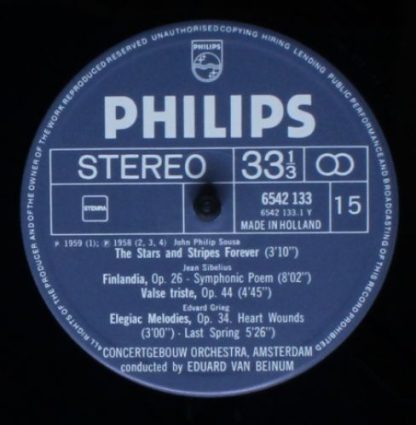 ALL RIGHTS OF THE PRODUCER AND OF THE OWNER OF THE WORK REPRODUCED RESERVED UNAUTHORISED COPYING HIRING LENDING PUBLIC PERFORMANCE AND BROADCASTING OF THIS RECORD PROHIBITED
PHILIPS
PHILIPS
STEREO 33 1/3
STEMRA 6542 133 15
6542 133.1 Y
MADE IN HOLLAND
P 1959 (1); ℗ 1958 (2, 3, 4) John Philip Sousa
The Stars and Stripes Forever (3'10'')
Jean Sibelius
Finlandia, Op. 26 - Symphonic Poem (8'02'')
Valse triste, Op. 44 (4'45'')
Edvard Grieg
Elegiac Melodies, Op. 34. Heart Wounds
(3'00'') - Last Spring 5'26'')
CONCERTGEBOUW ORCHESTRA, AMSTERDAM
conducted by EDUARD VAN BEINUM